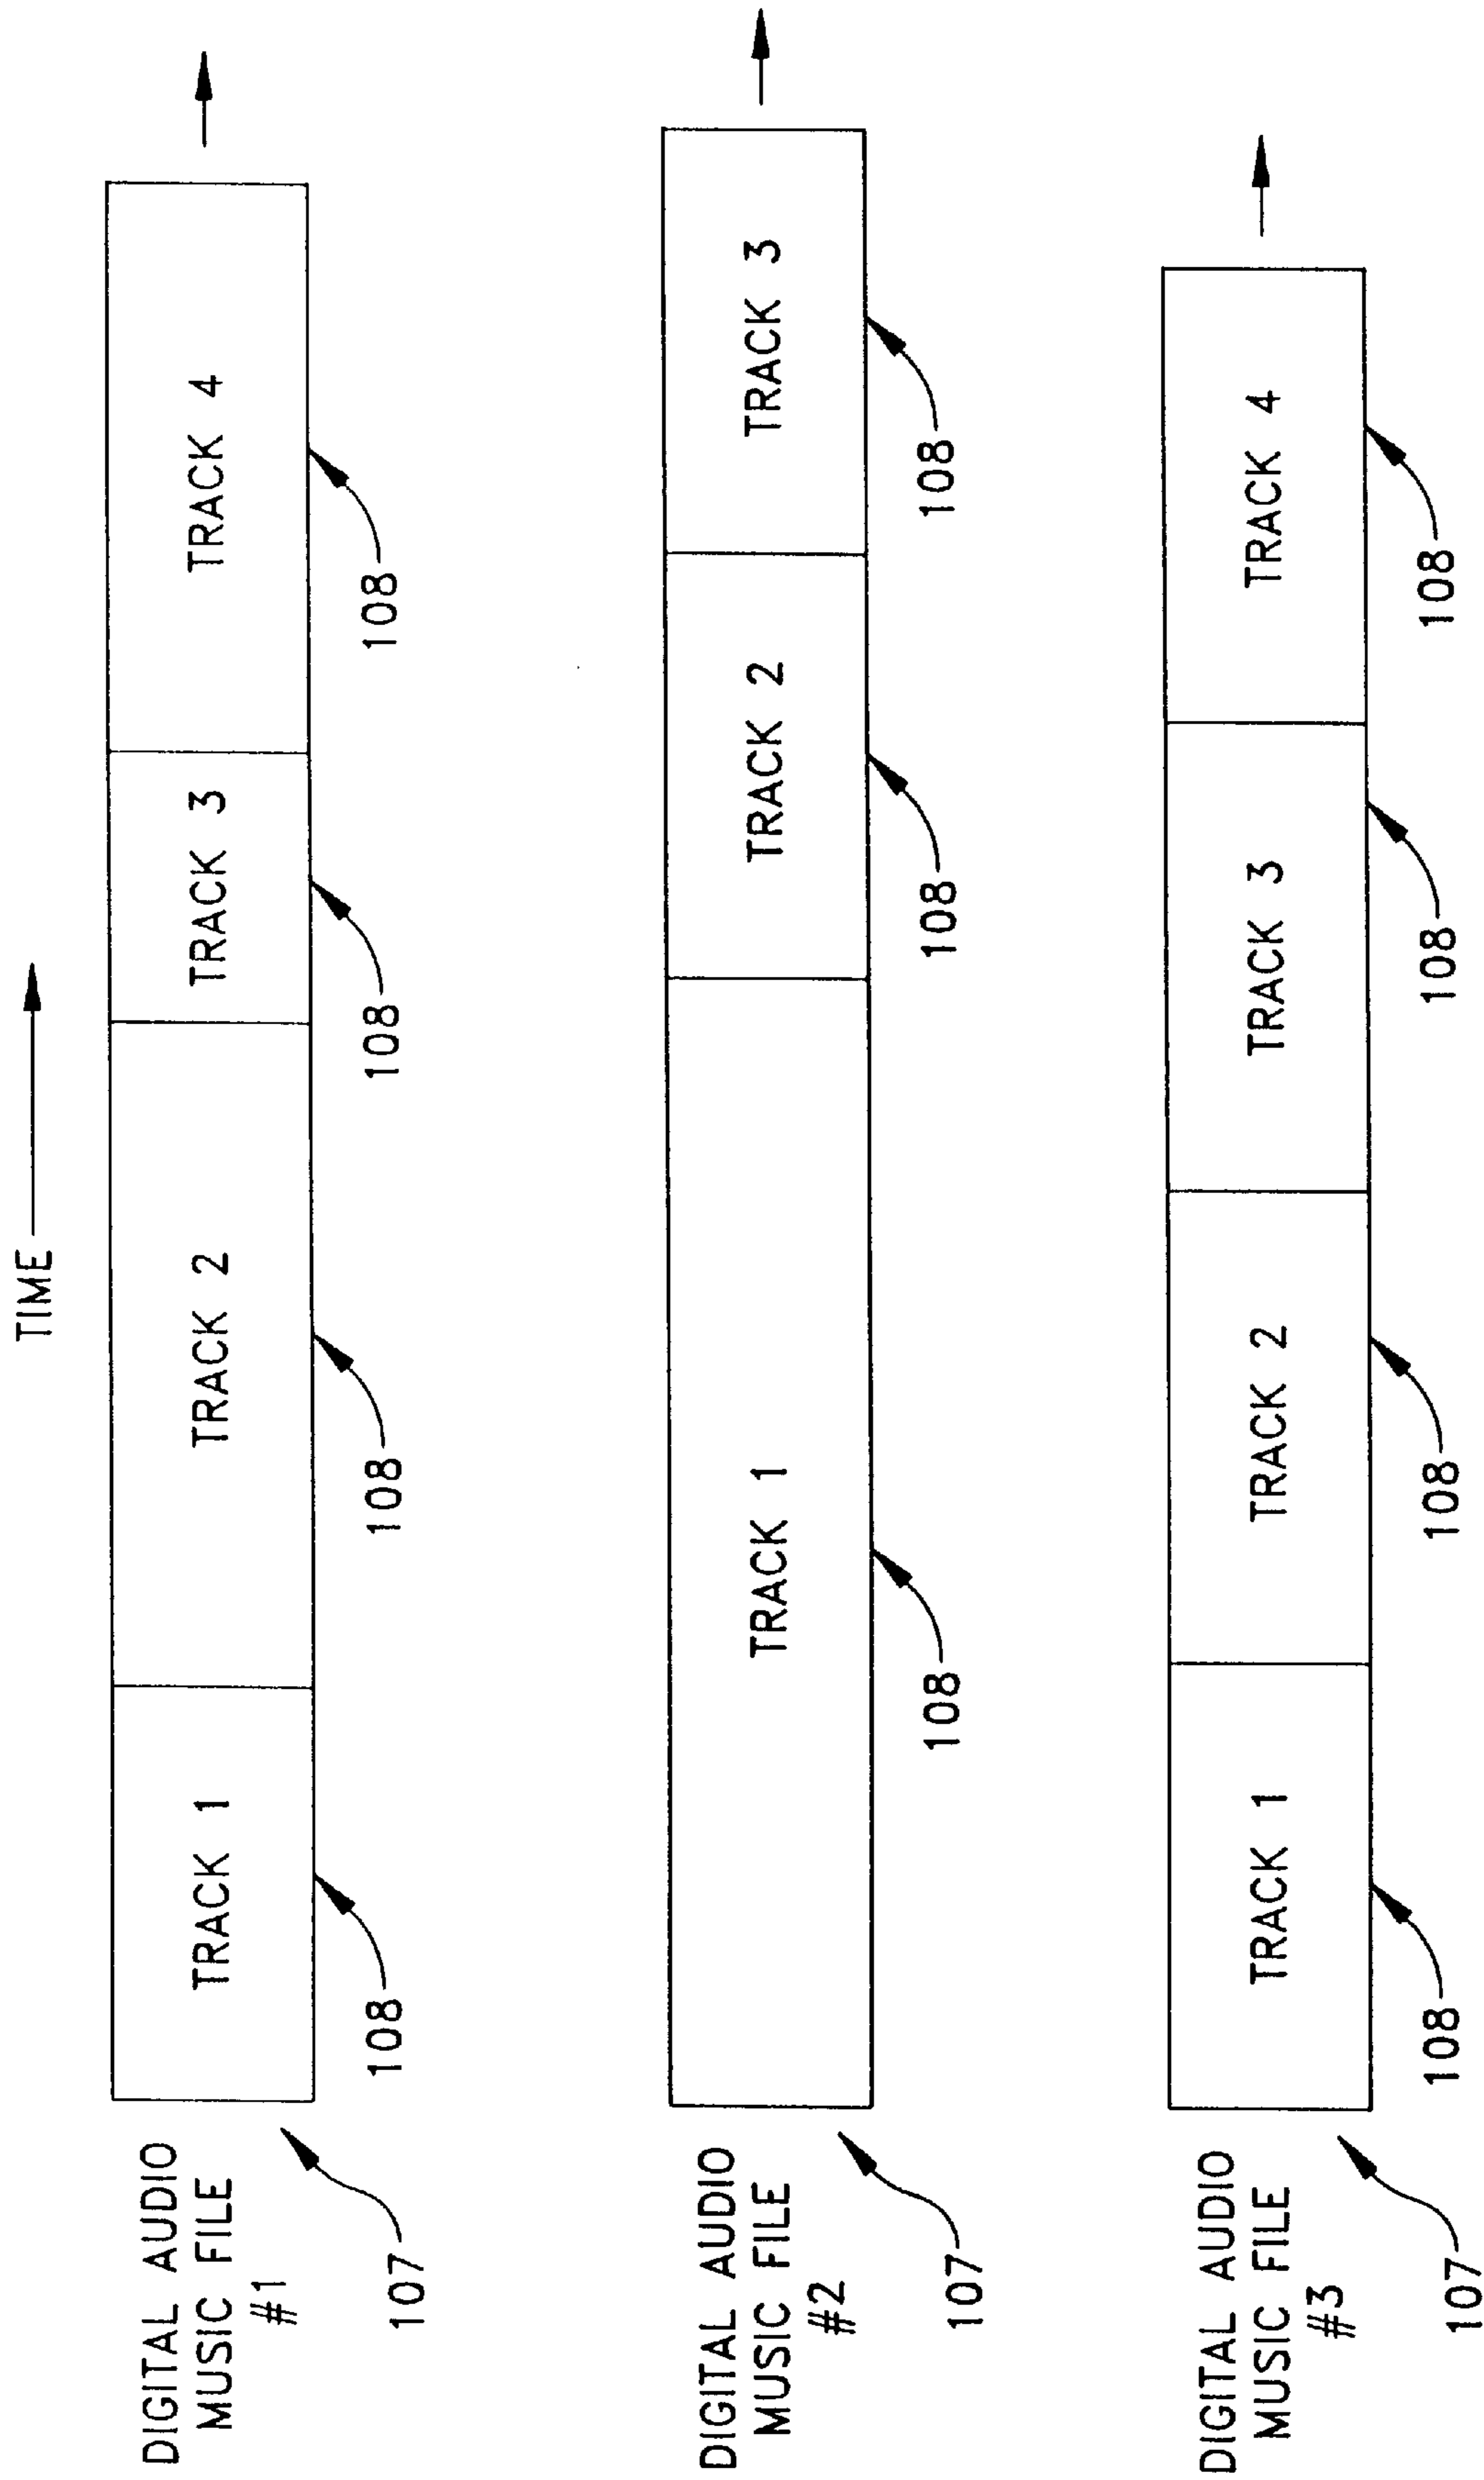 TIME
DIGITAL AUDIO
MUSIC FILE
#1
107
TRACK 1
TRACK 2
TRACK 3
TRACK 4
108
108
108
108
DIGITAL AUDIO
MUSIC FILE
#2
107
TRACK 1
TRACK 2
TRACK 3
108
108
108
DIGITAL AUDIO
MUSIC FILE
#3
107
TRACK 1
TRACK 2
TRACK 3
TRACK 4
108
108
108
108